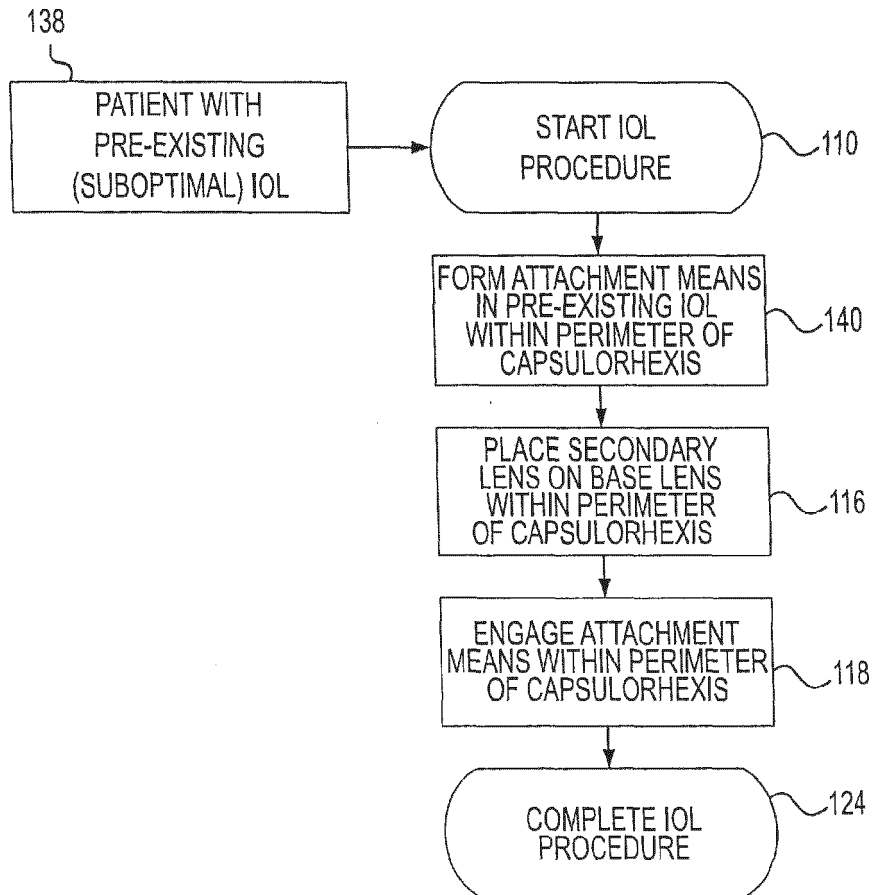 138
PATIENT WITH
PRE-EXISTING
(SUBOPTIMAL) IOL
START IOL
PROCEDURE
110
FORM ATTACHMENT MEANS
IN PRE-EXISTING IOL
WITHIN PERIMETER OF
CAPSULORHEXIS
140
PLACE SECONDARY
LENS ON BASE LENS
WITHIN PERIMETER
OF CAPSULORHEXIS
116
ENGAGE ATTACHMENT
MEANS WITHIN PERIMETER
OF CAPSULORHEXIS
118
COMPLETE IOL
PROCEDURE
124